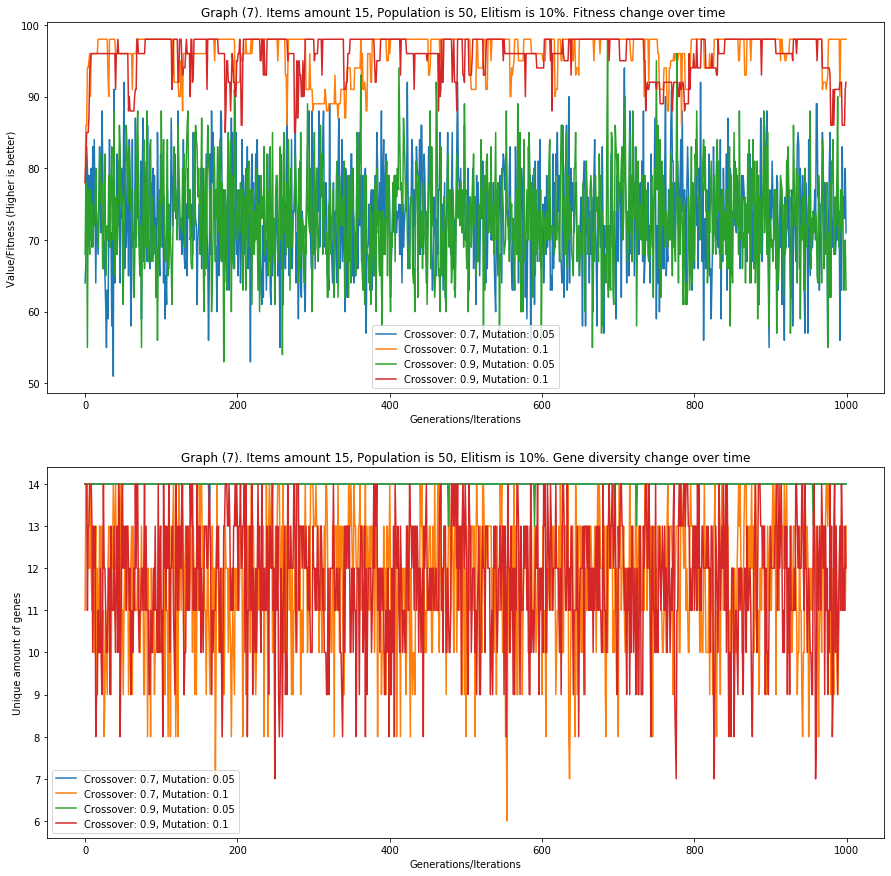 Graph (7). Items amount 15, Population is 50, Elitism is 10%. Fitness change over time
Value/Fitness (Higher is better)
100
90
80
70
60
50
Crossover: 0.7, Mutation: 0.05
Crossover: 0.7, Mutation: 0.1
Crossover: 0.9, Mutation: 0.05
Crossover: 0.9, Mutation: 0.1
0
200
400
600
800
1000
Generations/Iterations
Graph (7). Items amount 15, Population is 50, Elitism is 10%. Gene diversity change over time
Unique amount of genes
14
13
12
11
10
9
8
7
6
Crossover: 0.7, Mutation: 0.05
Crossover: 0.7, Mutation: 0.1
Crossover: 0.9, Mutation: 0.05
Crossover: 0.9, Mutation: 0.1
0
200
400
600
800
1000
Generations/Iterations